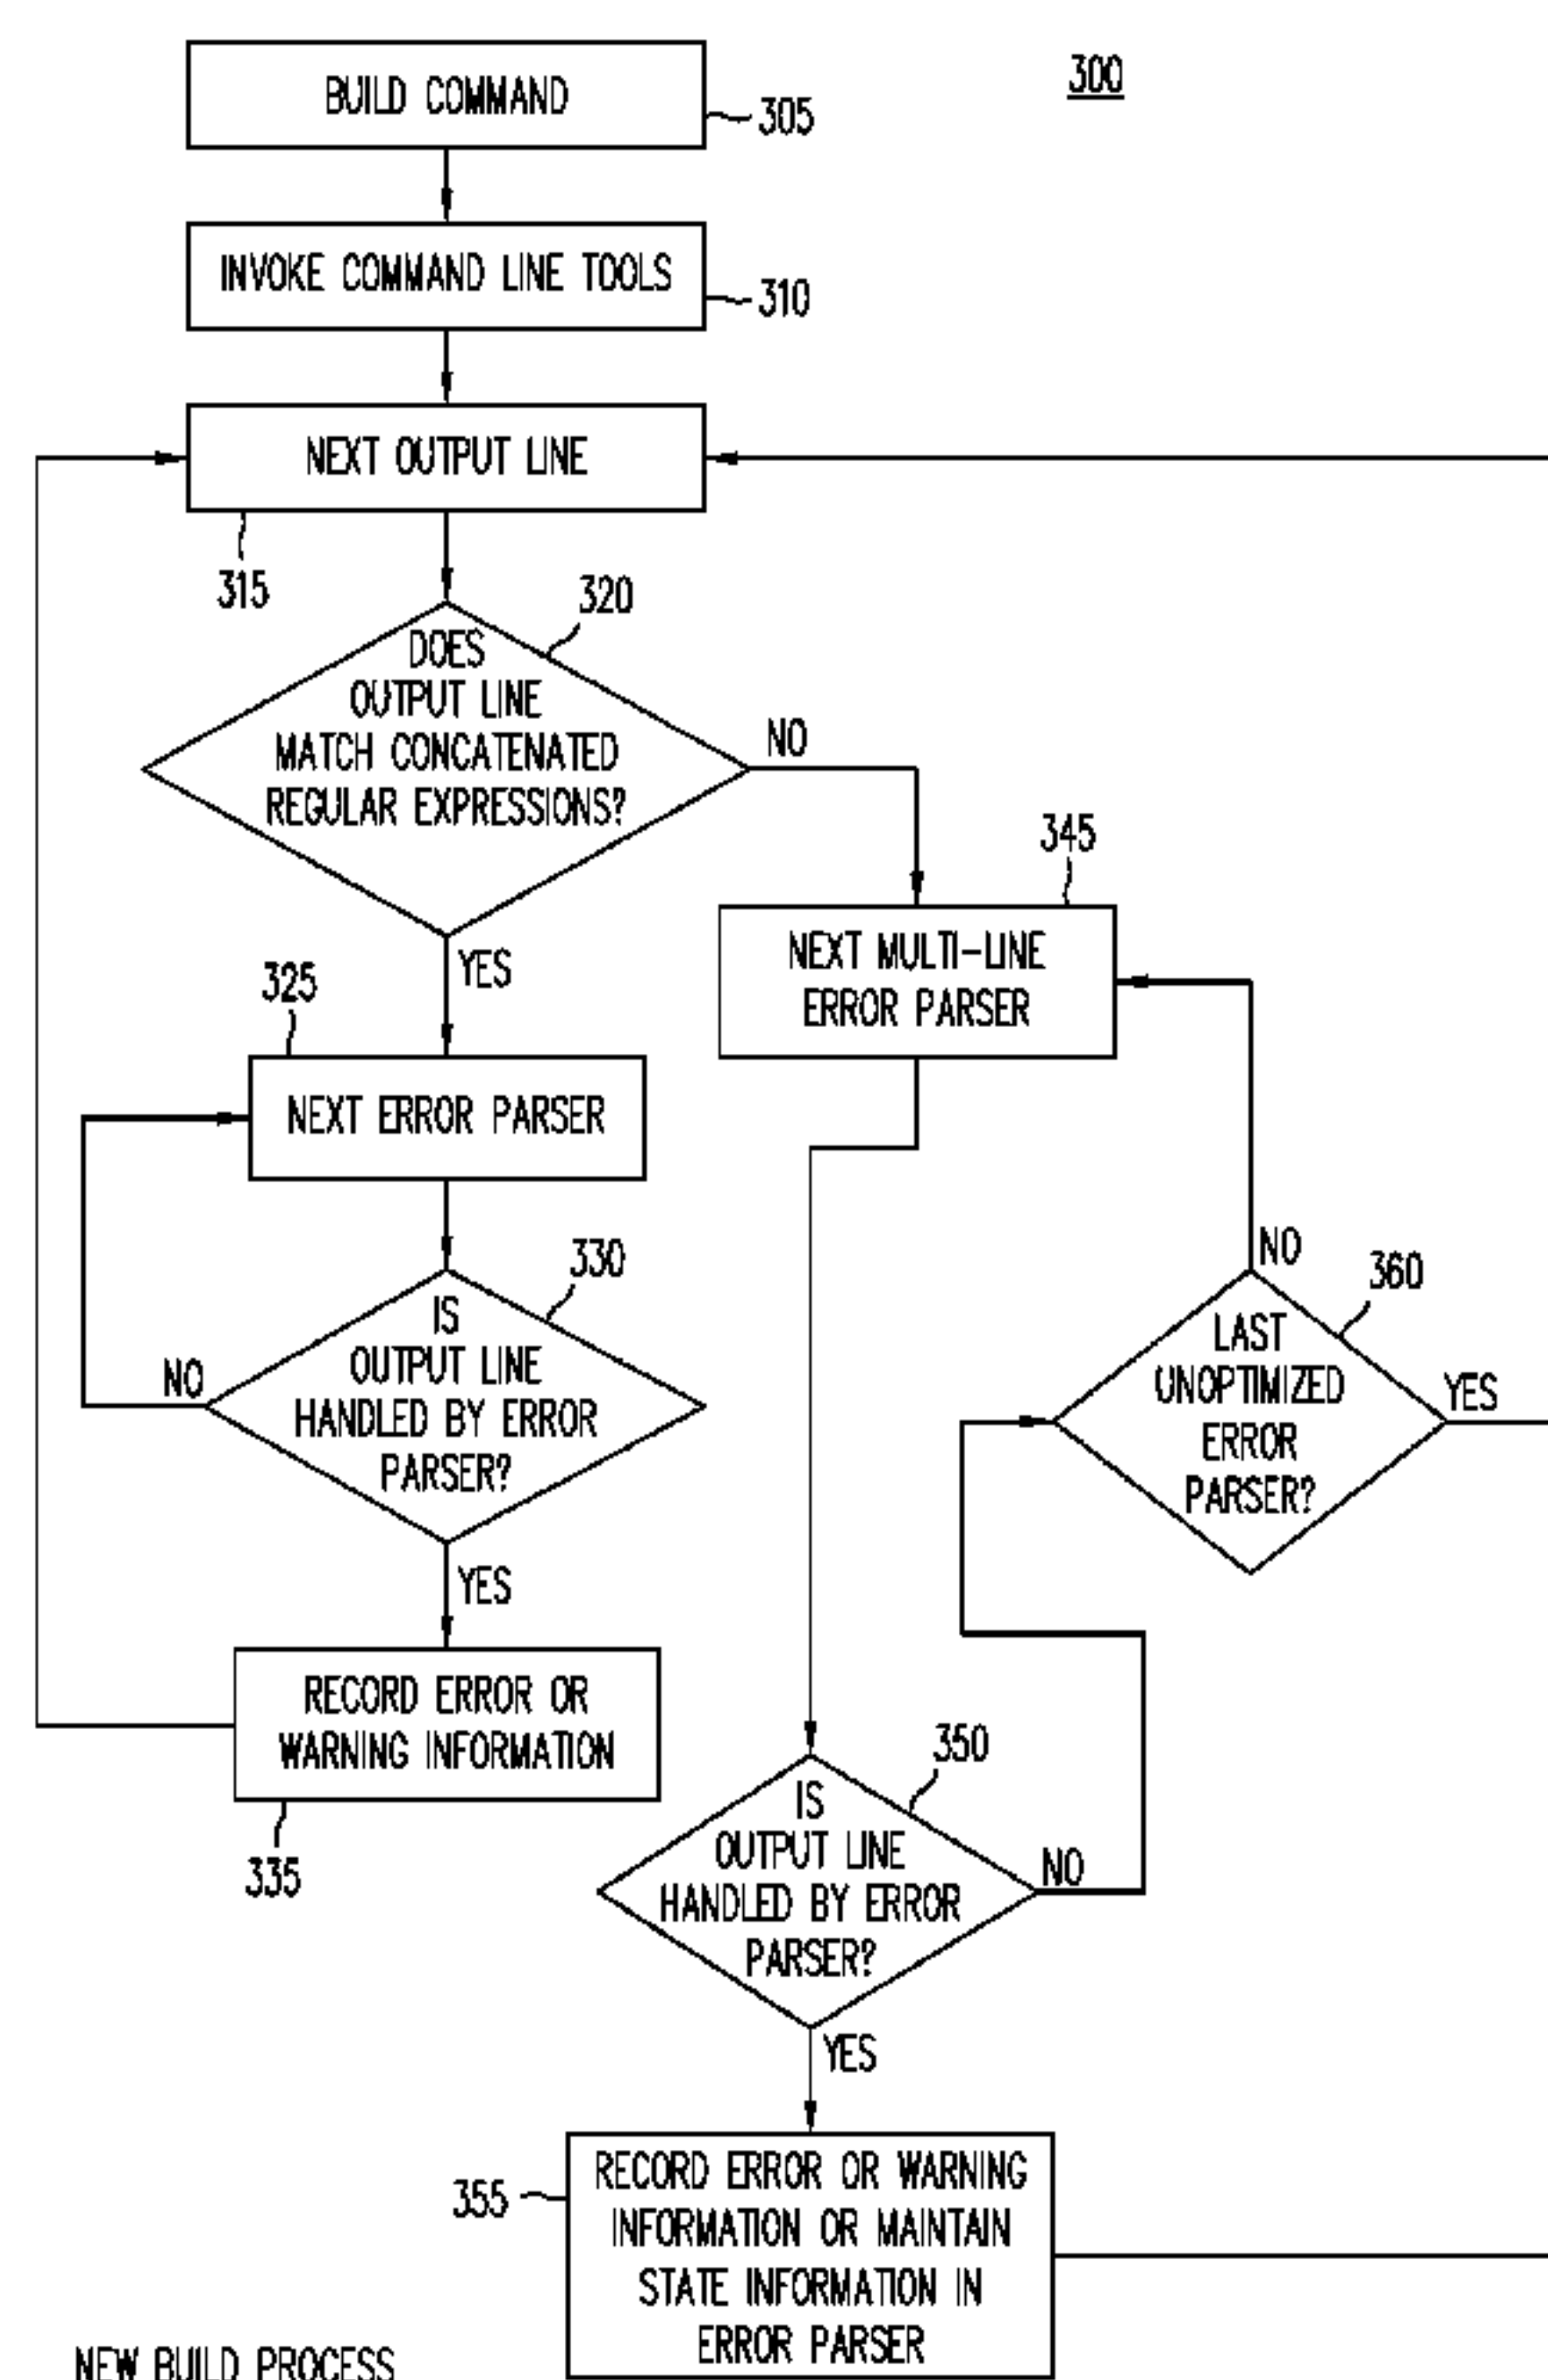 BUILD COMMAND
300
305
INVOKE COMMAND LINE TOOLS
310
NEXT OUTPUT LINE
315
320
DOES
OUTPUT LINE
MATCH CONCATENATED
REGULAR EXPRESSIONS?
NO
YES
345
NEXT MULTI-LINE
ERROR PARSER
325
NEXT ERROR PARSER
330
IS
OUTPUT LINE
HANDLED BY ERROR
PARSER?
NO
YES
NO
360
LAST
UNOPTIMIZED
ERROR
PARSER?
YES
RECORD ERROR OR
WARNING INFORMATION
335
350
IS
OUTPUT LINE
HANDLED BY ERROR
PARSER?
NO
YES
355
RECORD ERROR OR WARNING
INFORMATION OR MAINTAIN
STATE INFORMATION IN
ERROR PARSER
NEW BUILD PROCESS